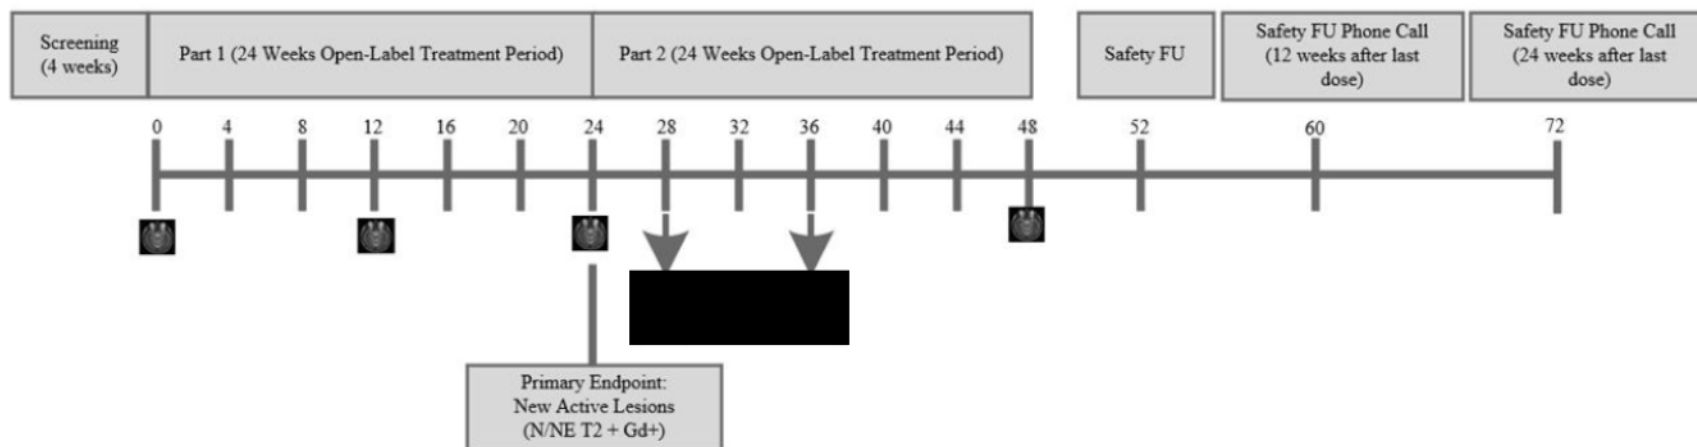 Screening
(4 weeks)
Part 1 (24 Weeks Open-Label Treatment Period)
Part 2 (24 Weeks Open-Label Treatment Period)
Safety FU
Safety FU Phone Call
(12 weeks after last
dose)
Safety FU Phone Call
(24 weeks after last
dose)
0 4 8 12 16 20 24 28 32 36 40 44 48 52 60 72
Primary Endpoint:
New Active Lesions
(N/NE T2 + Gd+)